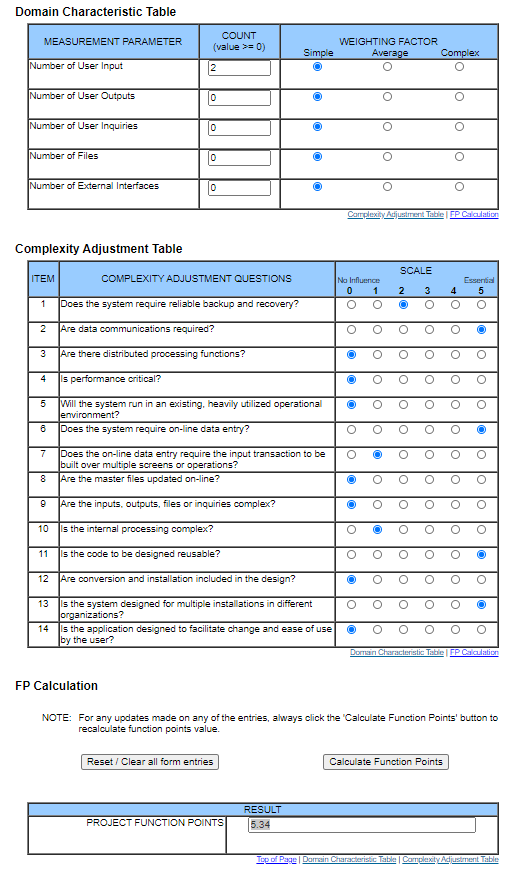 Domain Characteristic Table
MEASUREMENT PARAMETER
COUNT
(value >= 0)
WEIGHTING FACTOR
Simple Average Complex
Number of User Input
2
Number of User Outputs
0
Number of User Inquiries
0
Number of Files
0
Number of External Interfaces
0
Complexity Adjustment Table | FP Calculation
Complexity Adjustment Table
ITEM
COMPLEXITY ADJUSTMENT QUESTIONS
SCALE
No Influence Essential
0 1 2 3 4 5
1 Does the system require reliable backup and recovery?
2 Are data communications required?
3 Are there distributed processing functions?
4 Is performance critical?
5 Will the system run in an existing, heavily utilized operational
environment?
6 Does the system require on-line data entry?
7 Does the on-line data entry require the input transaction to be
built over multiple screens or operations?
8 Are the master files updated on-line?
9 Are the inputs, outputs, files or inquiries complex?
10 Is the internal processing complex?
11 Is the code to be designed reusable?
12 Are conversion and installation included in the design?
13 Is the system designed for multiple installations in different
organizations?
14 Is the application designed to facilitate change and ease of use
by the user?
Domain Characteristic Table | FP Calculation
FP Calculation
NOTE: For any updates made on any of the entries, always click the 'Calculate Function Points' button to
recalculate function points value.
Reset / Clear all form entries
Calculate Function Points
RESULT
PROJECT FUNCTION POINTS
5.34
Top of Page | Domain Characteristic Table | Complexity Adjustment Table